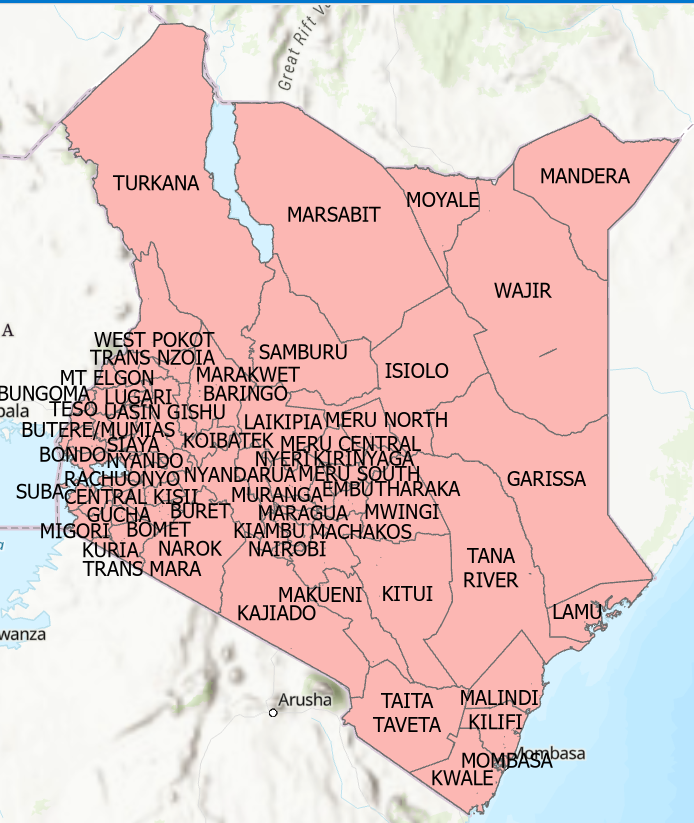 Great Rift Va
TURKANA
MARSABIT
MOYALE
MANDERA
WAJIR
A
WEST POKOT
TRANS NZOIA
SAMBURU
ISIOLO
MT ELGON
MARAKWET
BUNGOMA
LUGARI
BARINGO
pala
TESO
UASIN GISHU
LAIKIPIA
MERU NORTH
BUTERE/MUMIAS
SIAYA
KOIBATEK
MERU CENTRAL
BONDO
NYANDO
NYERI
KIRINYAGA
RACHUONYO
NYANDARUA
MERU SOUTH
GARISSA
SUBA
CENTRAL KISII
MURANGA
EMBU
THARAKA
GUCHA
BURET
MARAGUA
MWINGI
MIGORI
BOMET
KIAMBU
MACHAKOS
KURIA
NAROK
NAIROBI
TRANS MARA
TANA
RIVER
MAKUENI
KITUI
KAJIADO
LAMU
wanza
Arusha
TAITA
TAVETA
MALINDI
KILIFI
Mombasa
MOMBASA
KWALE